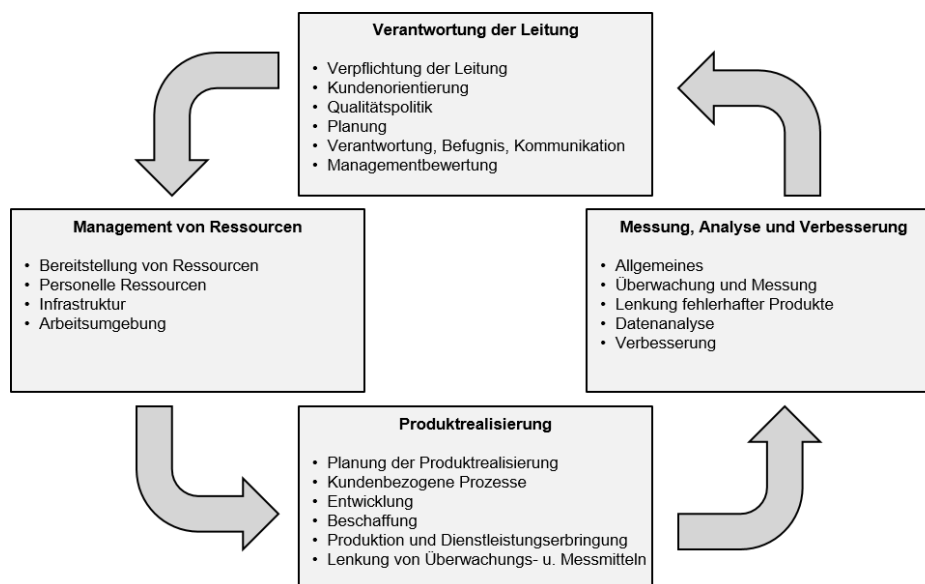 Verantwortung der Leitung
• Verpflichtung der Leitung
• Kundenorientierung
• Qualitätspolitik
• Planung
• Verantwortung, Befugnis, Kommunikation
• Managementbewertung
Management von Ressourcen
• Bereitstellung von Ressourcen
• Personelle Ressourcen
• Infrastruktur
• Arbeitsumgebung
Messung, Analyse und Verbesserung
• Allgemeines
• Überwachung und Messung
• Lenkung fehlerhafter Produkte
• Datenanalyse
• Verbesserung
Produktrealisierung
• Planung der Produktrealisierung
• Kundenbezogene Prozesse
• Entwicklung
• Beschaffung
• Produktion und Dienstleistungserbringung
• Lenkung von Überwachungs- u. Messmitteln